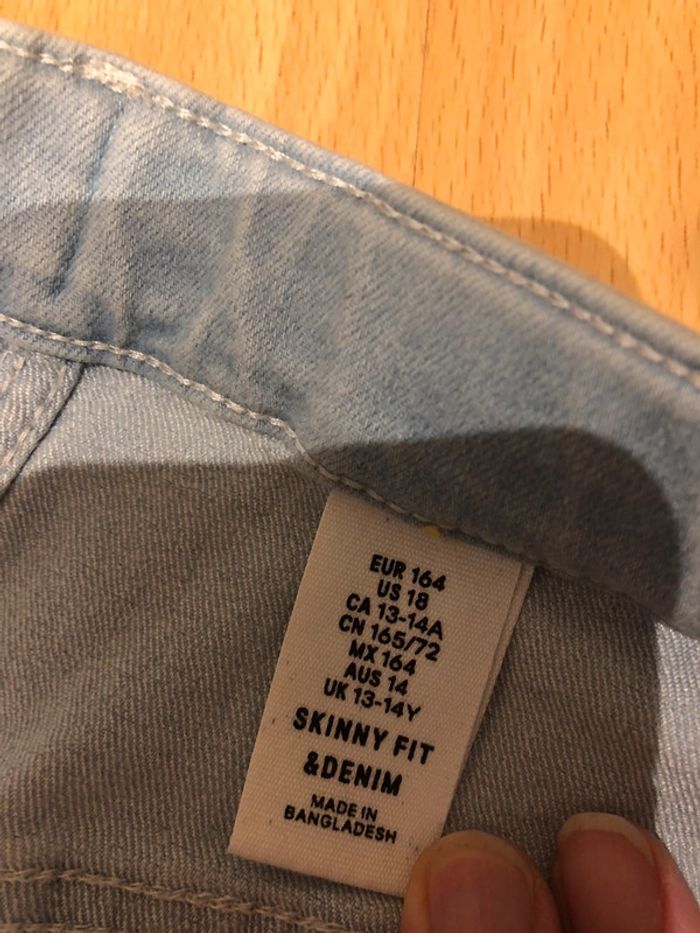 EUR 164
US 18
CA 13-14A
CN 165/72
MX 164
AUS 14
UK 13-14Y
SKINNY FIT
&DENIM
MADE IN
BANGLADESH